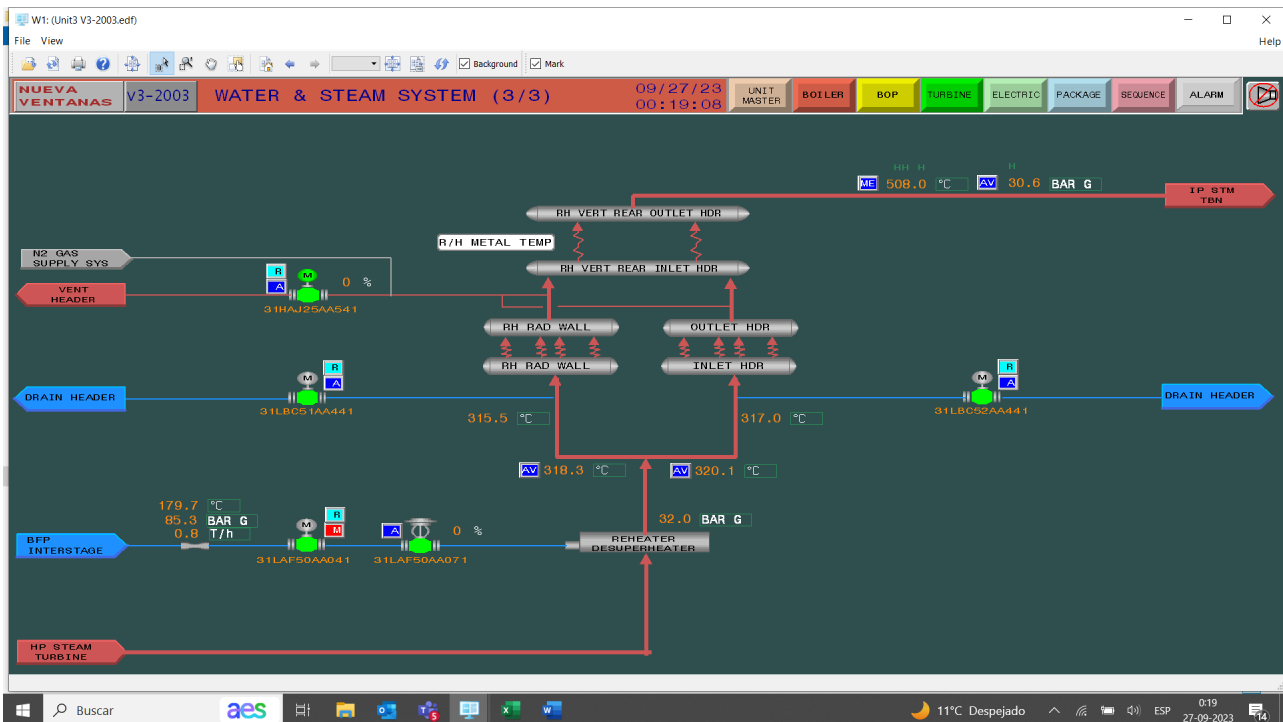 W1: (Unit3 V3-2003.edf)
File View Help
Background Mark
NUEVA VENTANAS
v3-2003
WATER & STEAM SYSTEM (3/3)
09/27/23
00:19:08
UNIT MASTER
BOILER
BOP
TURBINE
ELECTRIC
PACKAGE
SEQUENCE
ALARM
HH H H
ME 508.0 °C AV 30.6 BAR G
IP STM TBN
RH VERT REAR OUTLET HDR
R/H METAL TEMP
N2 GAS SUPPLY SYS
RH VERT REAR INLET HDR
R
A
M
0 %
VENT HEADER
31HAJ25AA541
RH RAD WALL
OUTLET HDR
RH RAD WALL
INLET HDR
M
R
A
M
R
A
DRAIN HEADER
DRAIN HEADER
31LBC51AA441
31LBC52AA441
315.5 °C
317.0 °C
AV 318.3 °C
AV 320.1 °C
179.7 °C
85.3 BAR G
0.8 T/h
M
R
M
A
0 %
32.0 BAR G
BFP INTERSTAGE
REHEATER DESUPERHEATER
31LAF50AA041
31LAF50AA071
HP STEAM TURBINE
Buscar
aes
11°C Despejado
ESP
0:19
27-09-2023
14